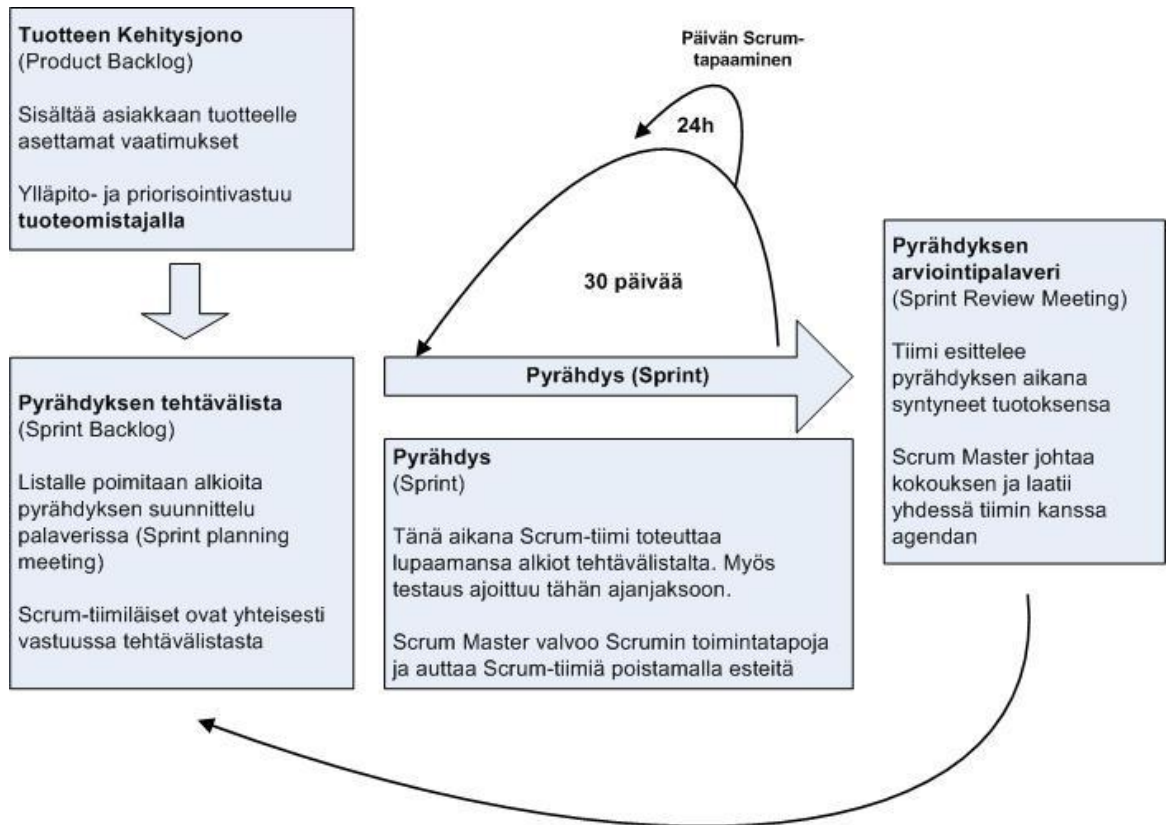 Tuotteen Kehitysjono
(Product Backlog)
Sisältää asiakkaan tuotteelle
asettamat vaatimukset
Ylläpito- ja priorisointivastuu
tuoteomistajalla
Päivän Scrum-
tapaaminen
24h
30 päivää
Pyrähdys (Sprint)
Pyrähdyksen tehtävälista
(Sprint Backlog)
Listalle poimitaan alkioita
pyrähdyksen suunnittelu
palaverissa (Sprint planning
meeting)
Scrum-tiimiläiset ovat yhteisesti
vastuussa tehtävälistasta
Pyrähdys
(Sprint)
Tänä aikana Scrum-tiimi toteuttaa
lupaamansa alkiot tehtävälistalta. Myös
testaus ajoittuu tähän ajanjaksoon.
Scrum Master valvoo Scrumin toimintatapoja
ja auttaa Scrum-tiimiä poistamalla esteitä
Pyrähdyksen
arviointipalaveri
(Sprint Review Meeting)
Tiimi esittelee
pyrähdyksen aikana
syntyneet tuotoksensa
Scrum Master johtaa
kokouksen ja laatii
yhdessä tiimin kanssa
agendan